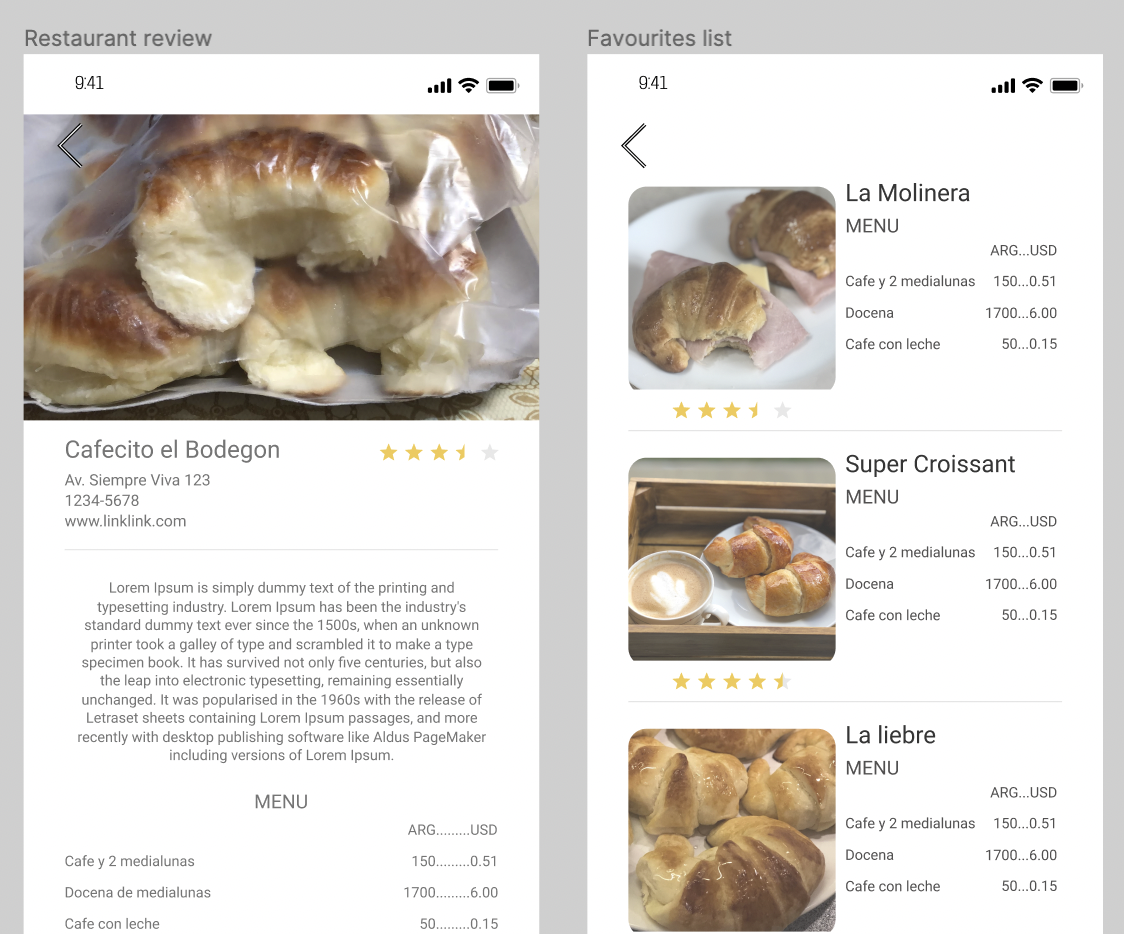 Restaurant review
9:41
Cafecito el Bodegon
Av. Siempre Viva 123
1234-5678
www.linklink.com
Lorem Ipsum is simply dummy text of the printing and
typesetting industry. Lorem Ipsum has been the industry's
standard dummy text ever since the 1500s, when an unknown
printer took a galley of type and scrambled it to make a type
specimen book. It has survived not only five centuries, but also
the leap into electronic typesetting, remaining essentially
unchanged. It was popularised in the 1960s with the release of
Letraset sheets containing Lorem Ipsum passages, and more
recently with desktop publishing software like Aldus PageMaker
including versions of Lorem Ipsum.
MENU
ARG.........USD
Cafe y 2 medialunas 150.........0.51
Docena de medialunas 1700.........6.00
Cafe con leche 50.........0.15
Favourites list
9:41
La Molinera
MENU
ARG...USD
Cafe y 2 medialunas 150...0.51
Docena 1700...6.00
Cafe con leche 50...0.15
Super Croissant
MENU
ARG...USD
Cafe y 2 medialunas 150...0.51
Docena 1700...6.00
Cafe con leche 50...0.15
La liebre
MENU
ARG...USD
Cafe y 2 medialunas 150...0.51
Docena 1700...6.00
Cafe con leche 50...0.15